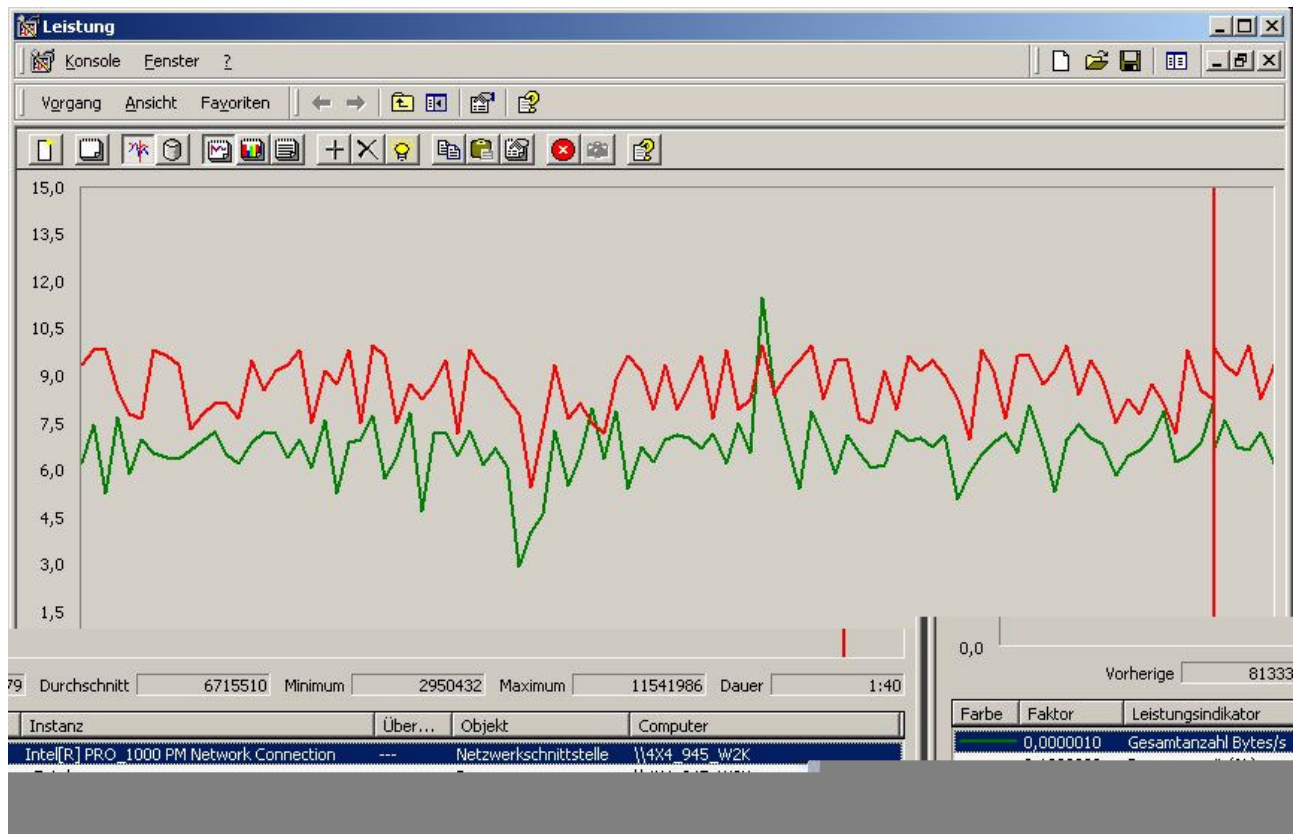 Leistung
Konsole Fenster ?
Vorgang Ansicht Favoriten
15,0
13,5
12,0
10,5
9,0
7,5
6,0
4,5
3,0
1,5
0,0
79 Durchschnitt 6715510 Minimum 2950432 Maximum 11541986 Dauer 1:40
Vorherige 81333
Instanz Über... Objekt Computer
Farbe Faktor Leistungsindikator
Intel[R] PRO_1000 PM Network Connection --- Netzwerkschnittstelle \\4X4_945_W2K
0,0000010 Gesamtanzahl Bytes/s